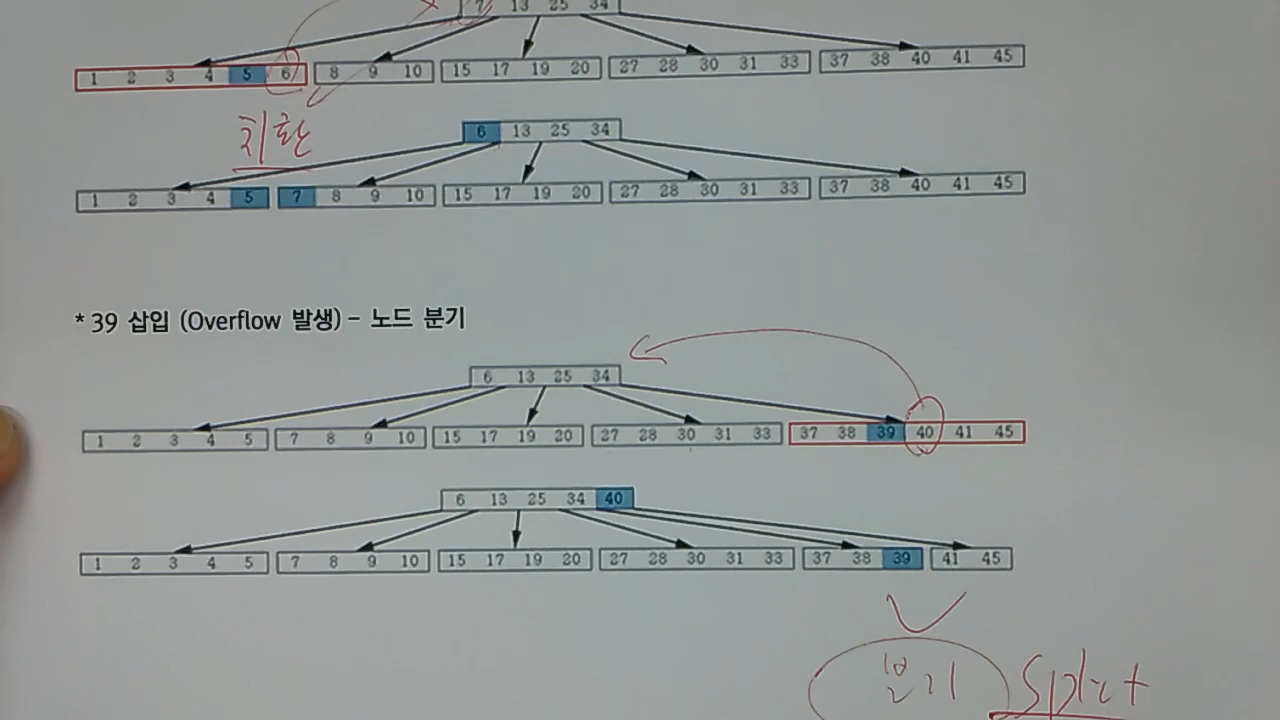 7 13 25 34
1 2 3 4 5 6 8 9 10 15 17 19 20 27 28 30 31 33 37 38 40 41 45
치환
6 13 25 34
1 2 3 4 5 7 8 9 10 15 17 19 20 27 28 30 31 33 37 38 40 41 45
* 39 삽입 (Overflow 발생) - 노드 분기
6 13 25 34
1 2 3 4 5 7 8 9 10 15 17 19 20 27 28 30 31 33 37 38 39 40 41 45
6 13 25 34 40
1 2 3 4 5 7 8 9 10 15 17 19 20 27 28 30 31 33 37 38 39 41 45
분기 Split